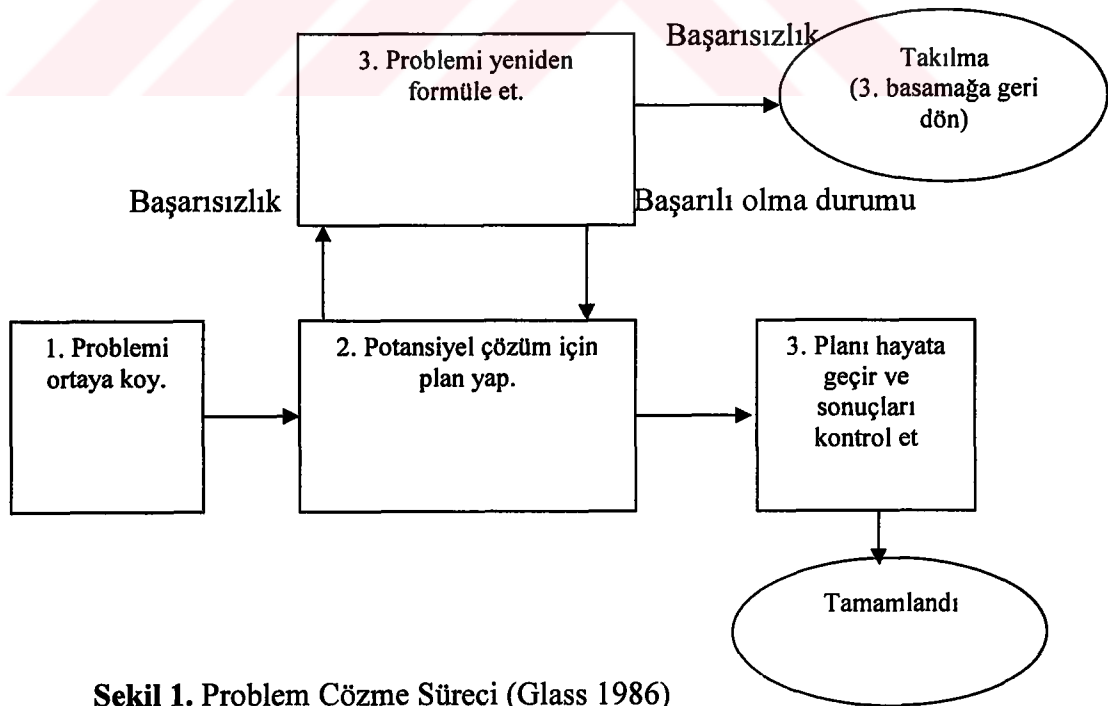 Başarısızlık
3. Problemi yeniden
formüle et.
Takılma
(3. basamağa geri
dön)
Başarısızlık
Başarılı olma durumu
1. Problemi
ortaya koy.
2. Potansiyel çözüm için
plan yap.
3. Planı hayata
geçir ve
sonuçları
kontrol et
Tamamlandı
Şekil 1. Problem Çözme Süreci (Glass 1986)